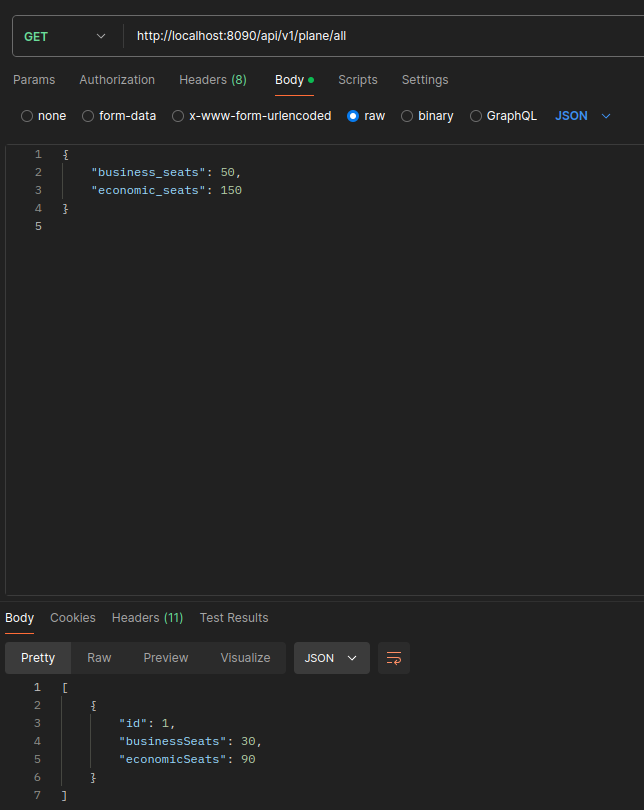 GET http://localhost:8090/api/v1/plane/all
Params Authorization Headers (8) Body Scripts Settings
none form-data x-www-form-urlencoded raw binary GraphQL JSON
1 {
2 "business_seats": 50,
3 "economic_seats": 150
4 }
5
Body Cookies Headers (11) Test Results
Pretty Raw Preview Visualize JSON
1 [
2 {
3 "id": 1,
4 "businessSeats": 30,
5 "economicSeats": 90
6 }
7 ]